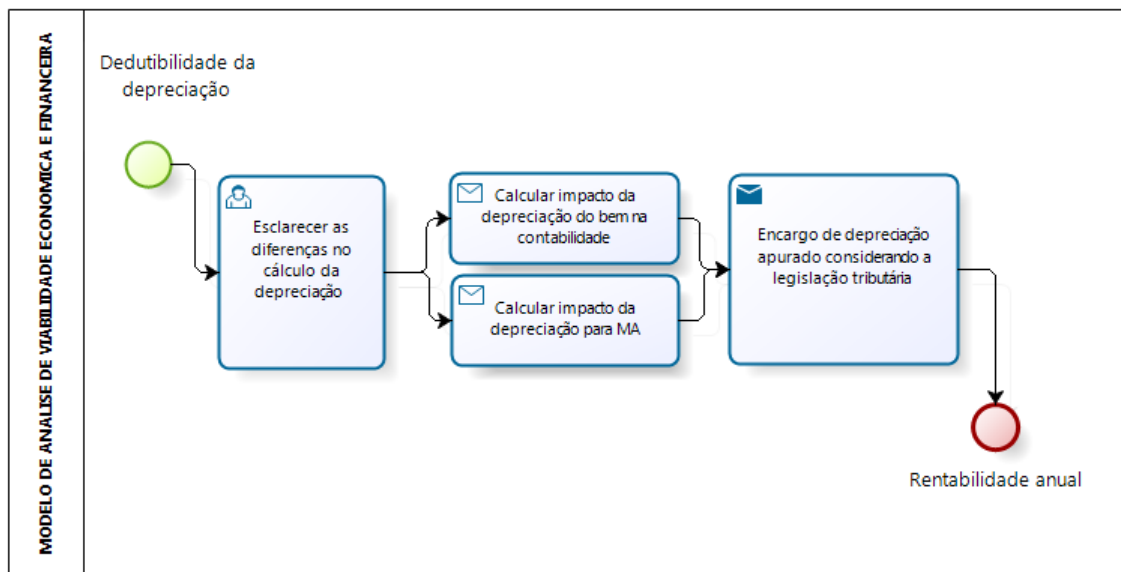 MODELO DE ANALISE DE VIABILIDADE ECONOMICA E FINANCEIRA
Dedutibilidade da
depreciação
Esclarecer as
diferenças no
cálculo da
depreciação
Calcular impacto da
depreciação do bem na
contabilidade
Calcular impacto da
depreciação para MA
Encargo de depreciação
apurado considerando a
legislação tributária
Rentabilidade anual